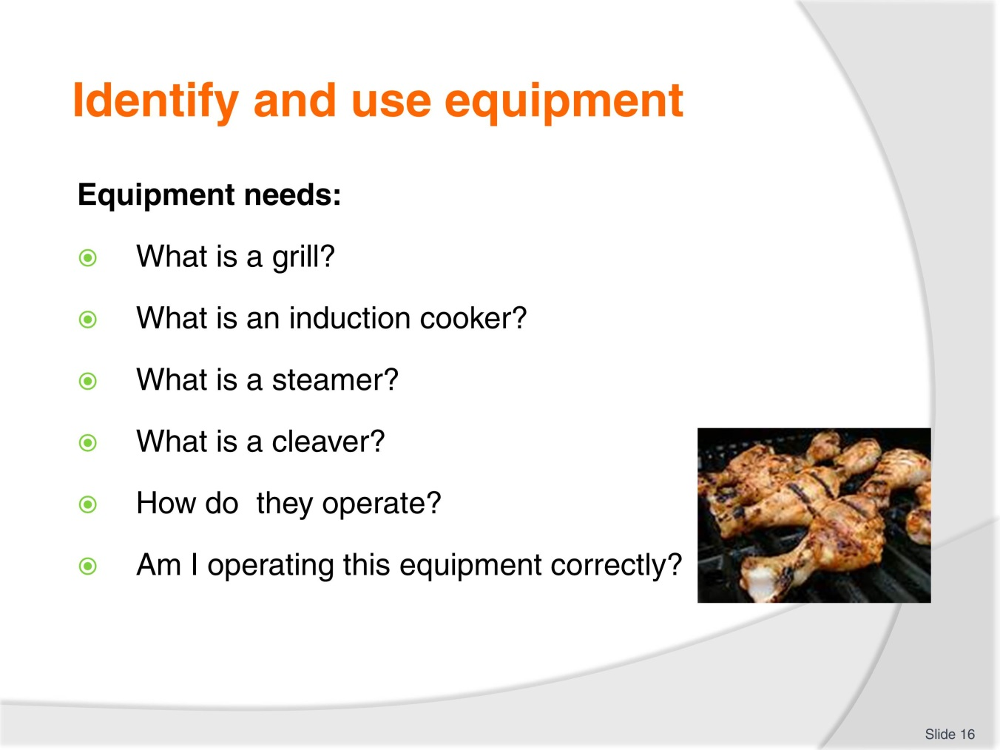 Identify and use equipment
Equipment needs:
What is a grill?
What is an induction cooker?
What is a steamer?
What is a cleaver?
How do  they operate?
Am I operating this equipment correctly?
Slide 16